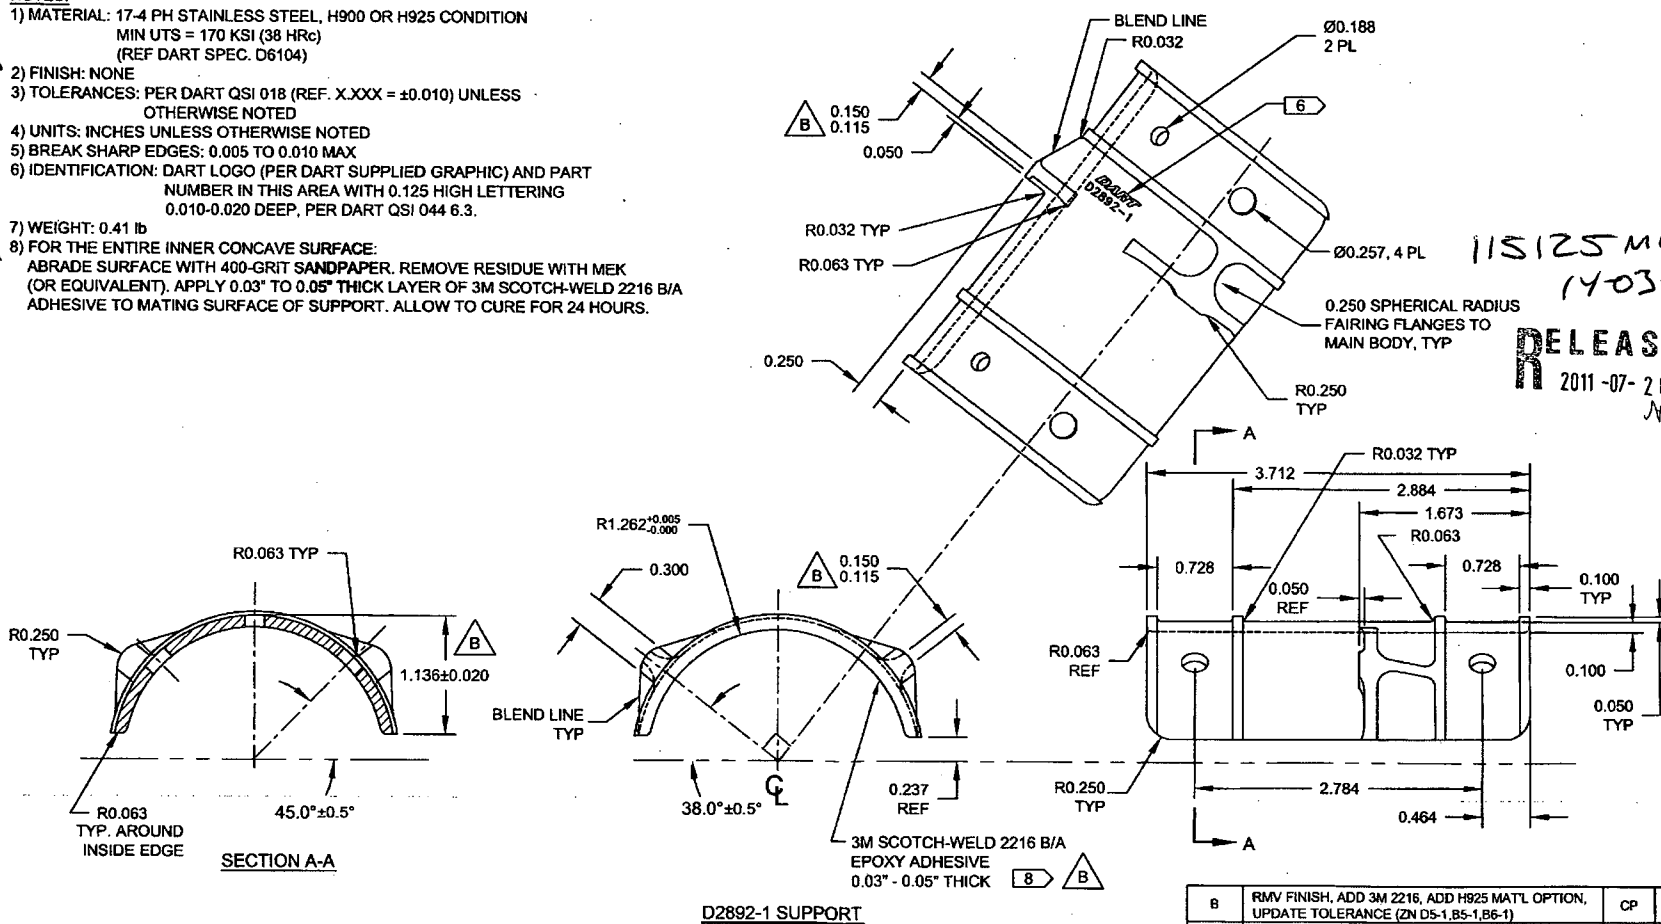 1) MATERIAL: 17-4 PH STAINLESS STEEL, H900 OR H925 CONDITION
MIN UTS = 170 KSI (38 HRc)
(REF DART SPEC. D6104)
2) FINISH: NONE
3) TOLERANCES: PER DART QSI 018 (REF. X.XXX = ±0.010) UNLESS
OTHERWISE NOTED
4) UNITS: INCHES UNLESS OTHERWISE NOTED
5) BREAK SHARP EDGES: 0.005 TO 0.010 MAX
6) IDENTIFICATION: DART LOGO (PER DART SUPPLIED GRAPHIC) AND PART
NUMBER IN THIS AREA WITH 0.125 HIGH LETTERING
0.010-0.020 DEEP, PER DART QSI 044 6.3.
7) WEIGHT: 0.41 lb
8) FOR THE ENTIRE INNER CONCAVE SURFACE:
ABRADE SURFACE WITH 400-GRIT SANDPAPER. REMOVE RESIDUE WITH MEK
(OR EQUIVALENT). APPLY 0.03" TO 0.05" THICK LAYER OF 3M SCOTCH-WELD 2216 B/A
ADHESIVE TO MATING SURFACE OF SUPPORT. ALLOW TO CURE FOR 24 HOURS.
BLEND LINE
R0.032
Ø0.188
2 PL
6
B
0.150
0.115
0.050
DART
D2892-1
R0.032 TYP
R0.063 TYP
Ø0.257, 4 PL
0.250 SPHERICAL RADIUS
FAIRING FLANGES TO
MAIN BODY, TYP
R0.250
TYP
0.250
115125
RELEAS
2011-07-2
R0.063 TYP
R0.250
TYP
B
1.136±0.020
R0.063
TYP. AROUND
INSIDE EDGE
45.0°±0.5°
SECTION A-A
R1.262 +0.005
-0.000
0.300
B
0.150
0.115
BLEND LINE
TYP
38.0°±0.5°
CL
0.237
REF
3M SCOTCH-WELD 2216 B/A
EPOXY ADHESIVE
0.03" - 0.05" THICK
8
B
D2892-1 SUPPORT
A
R0.032 TYP
3.712
2.884
1.673
R0.063
0.728
0.050
REF
0.728
0.100
TYP
R0.063
REF
0.100
0.050
TYP
R0.250
TYP
2.784
0.464
A
B
RMV FINISH, ADD 3M 2216, ADD H925 MAT'L OPTION,
UPDATE TOLERANCE (ZN D5-1,B5-1,B6-1)
CP